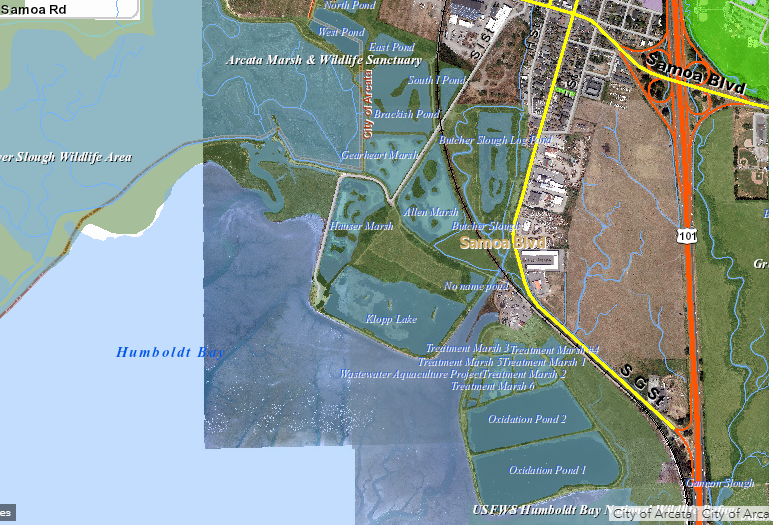 Samoa Rd
North Pond
West Pond
East Pond
Arcata Marsh & Wildlife Sanctuary
S I St
South I Pond
City of Arcata
Samoa Blvd
Brackish Pond
Butcher Slough Log Pond
Gearheart Marsh
er Slough Wildlife Area
Allen Marsh
Hauser Marsh
Butcher Slough
Samoa Blvd
101
Gr
No name pond
Klopp Lake
Humboldt Bay
Treatment Marsh 3
Treatment Marsh #4
Treatment Marsh 5
Treatment Marsh 1
Wastewater Aquaculture Project
Treatment Marsh 2
Treatment Marsh 6
S G St
Oxidation Pond 2
Oxidation Pond 1
Gannon Slough
USFWS Humboldt Bay National Wildlife
es
City of Arcata | City of Arca